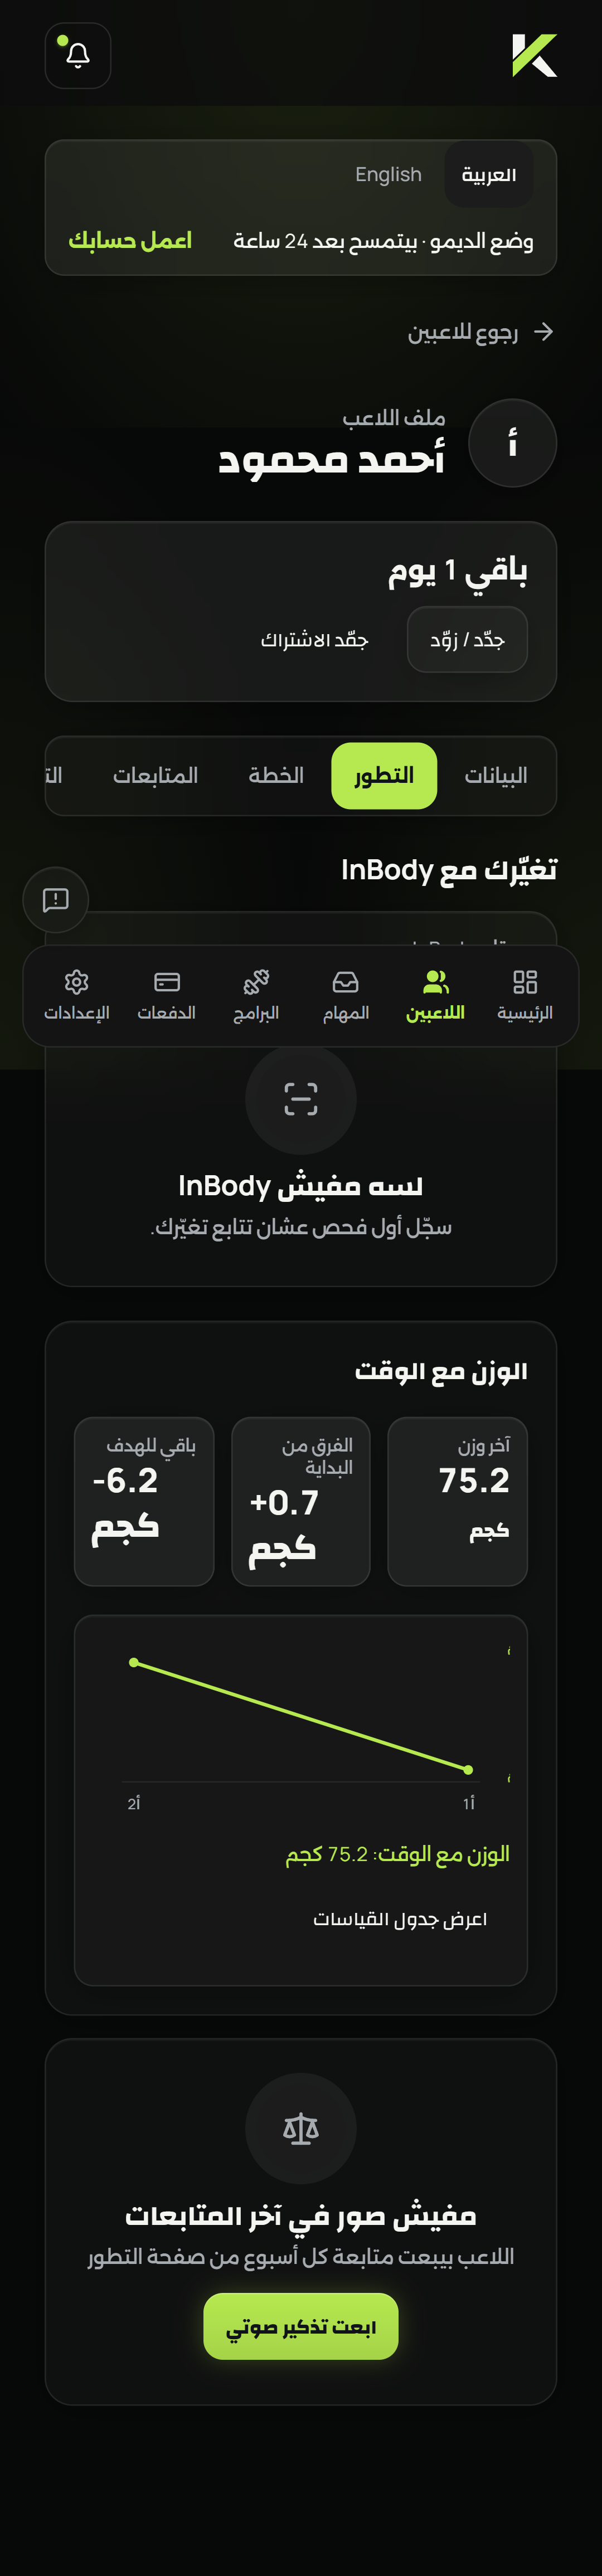 العربية English
وضع الديمو · بيتمسح بعد 24 ساعة اعمل حسابك
رجوع للاعبين
أ
ملف اللاعب
أحمد محمود
باقي 1 يوم
جدّد / زوّد جمّد الاشتراك
البيانات التطور الخطة المتابعات
تغيّرك مع InBody
الرئيسية اللاعبين المهام البرامج الدفعات الإعدادات
لسه مفيش InBody
سجّل أول فحص عشان تتابع تغيّرك.
الوزن مع الوقت
آخر وزن
75.2
كجم
الفرق من
البداية
+0.7
كجم
باقي للهدف
-6.2
كجم
أ1 أ2
الوزن مع الوقت: 75.2 كجم
اعرض جدول القياسات
مفيش صور في آخر المتابعات
اللاعب بيبعت متابعة كل أسبوع من صفحة التطور
ابعت تذكير صوتي